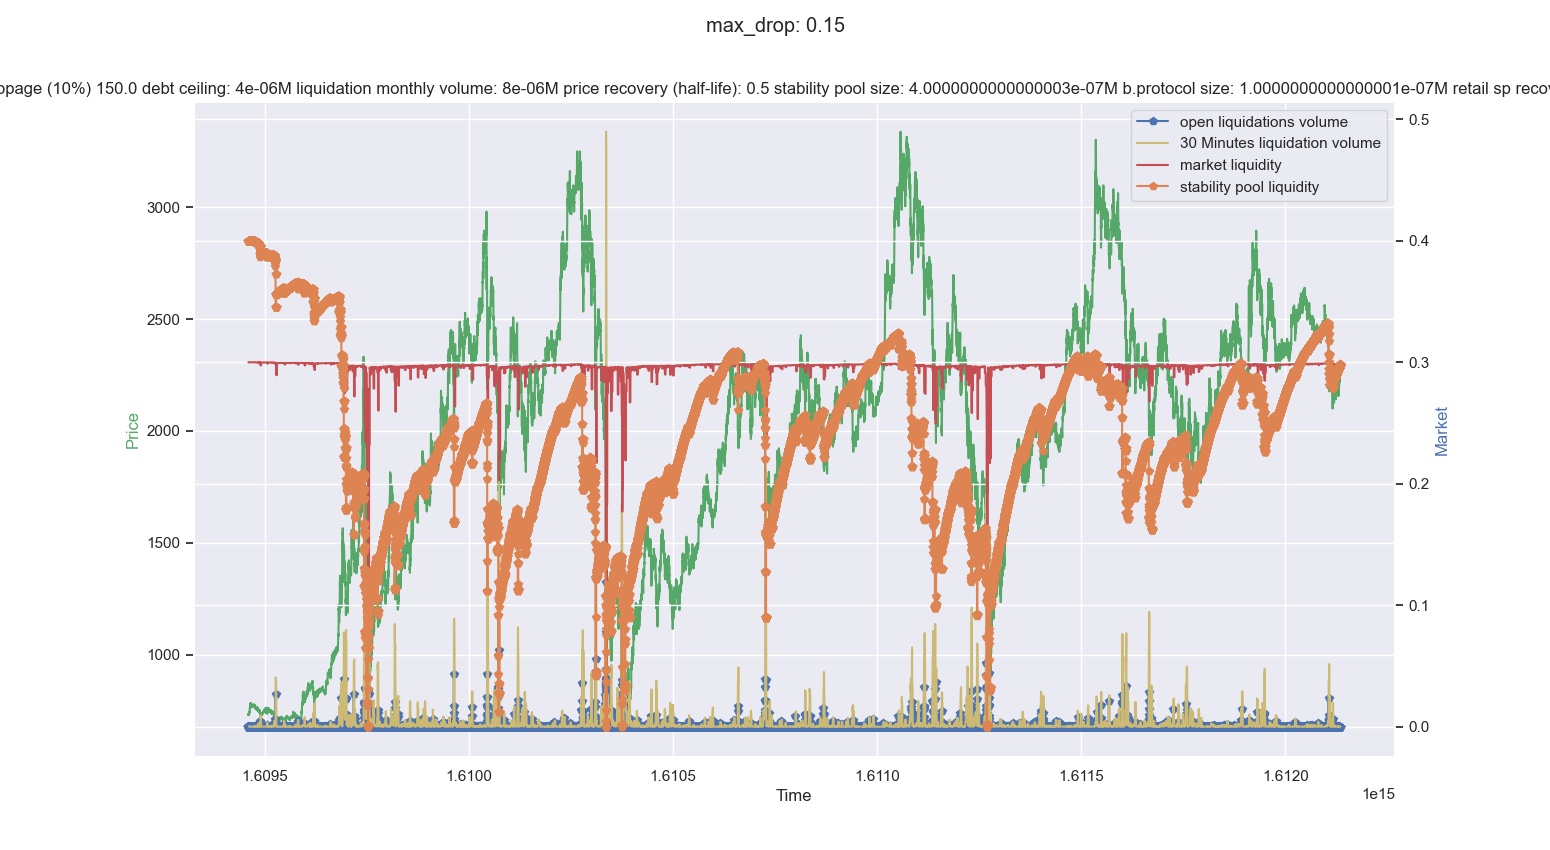 max_drop: 0.15
(10%) 150.0 debt ceiling: 4e-06M liquidation monthly volume: 8e-06M price recovery (half-life): 0.5 stability pool size: 4.0000000000000003e-07M b.protocol size: 1.0000000000000001e-07M retail sp
open liquidations volume
30 Minutes liquidation volume
market liquidity
stability pool liquidity
3000
2500
2000
1500
1000
Price
0.5
0.4
0.3
0.2
0.1
0.0
Market
1.6095
1.6100
1.6105
1.6110
1.6115
1.6120
Time
1e15